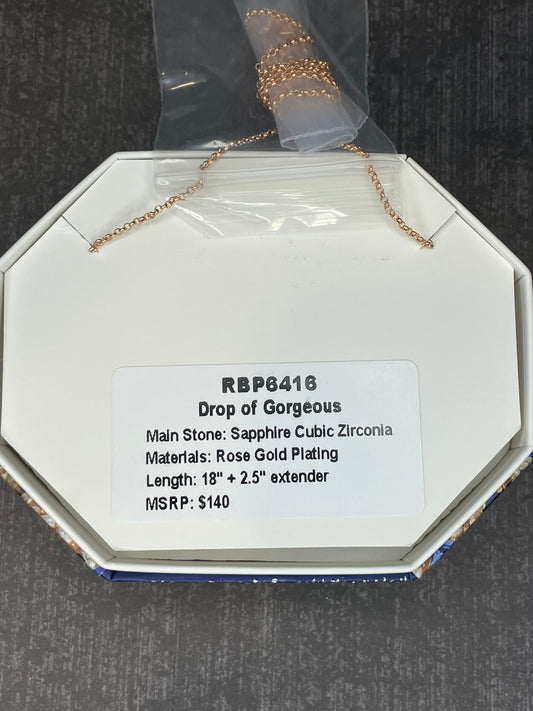 RBP6416
Drop of Gorgeous
Main Stone: Sapphire Cubic Zirconia
Materials: Rose Gold Plating
Length: 18" + 2.5" extender
MSRP: $140